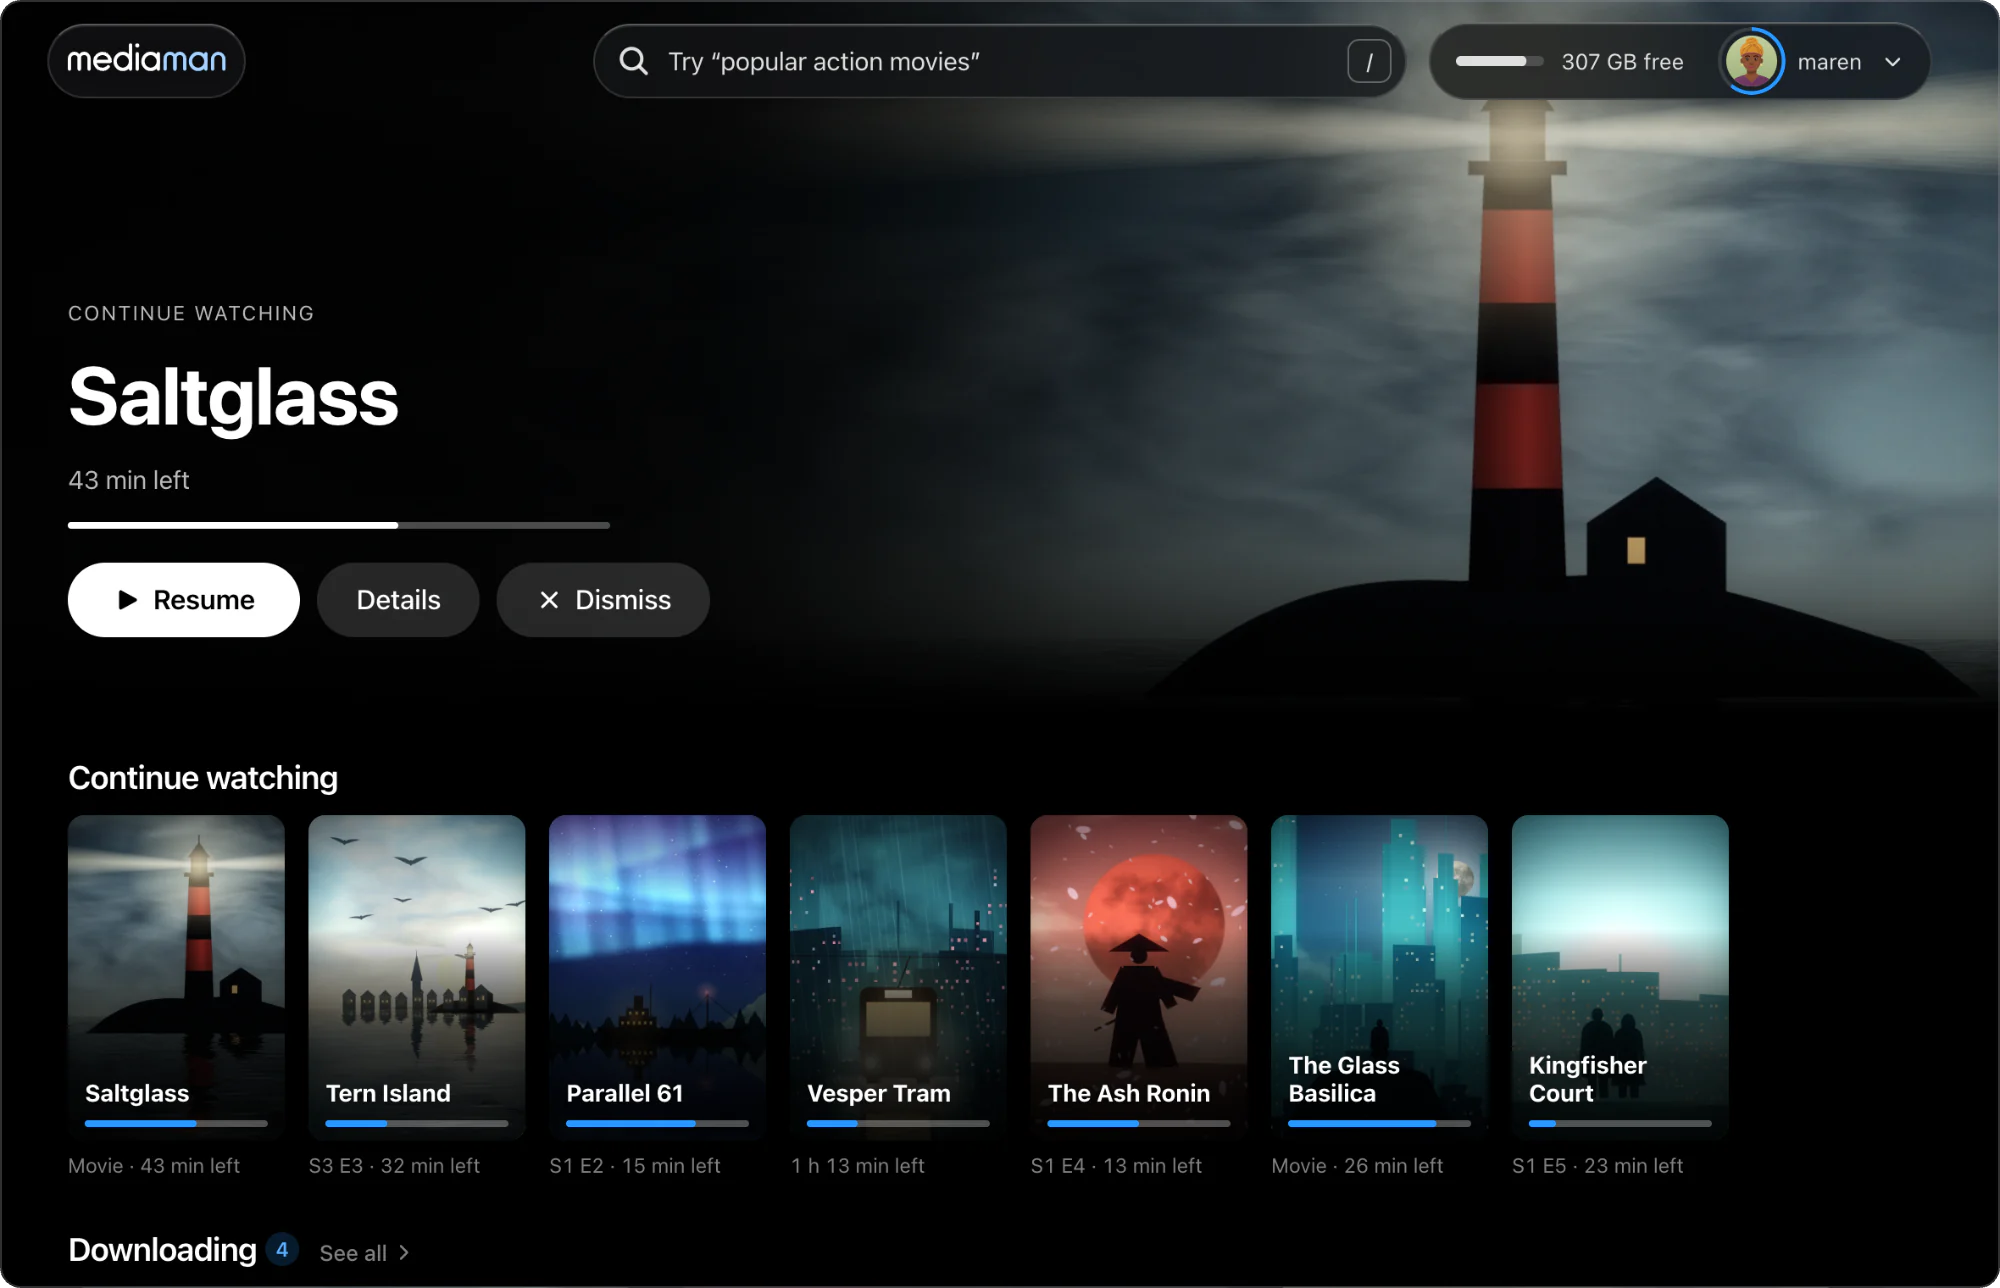 mediaman
Try “popular action movies”
/
307 GB free
maren
CONTINUE WATCHING
Saltglass
43 min left
Resume
Details
Dismiss
Continue watching
Saltglass
Tern Island
Parallel 61
Vesper Tram
The Ash Ronin
The Glass
Basilica
Kingfisher
Court
Movie · 43 min left
S3 E3 · 32 min left
S1 E2 · 15 min left
1 h 13 min left
S1 E4 · 13 min left
Movie · 26 min left
S1 E5 · 23 min left
Downloading 4
See all